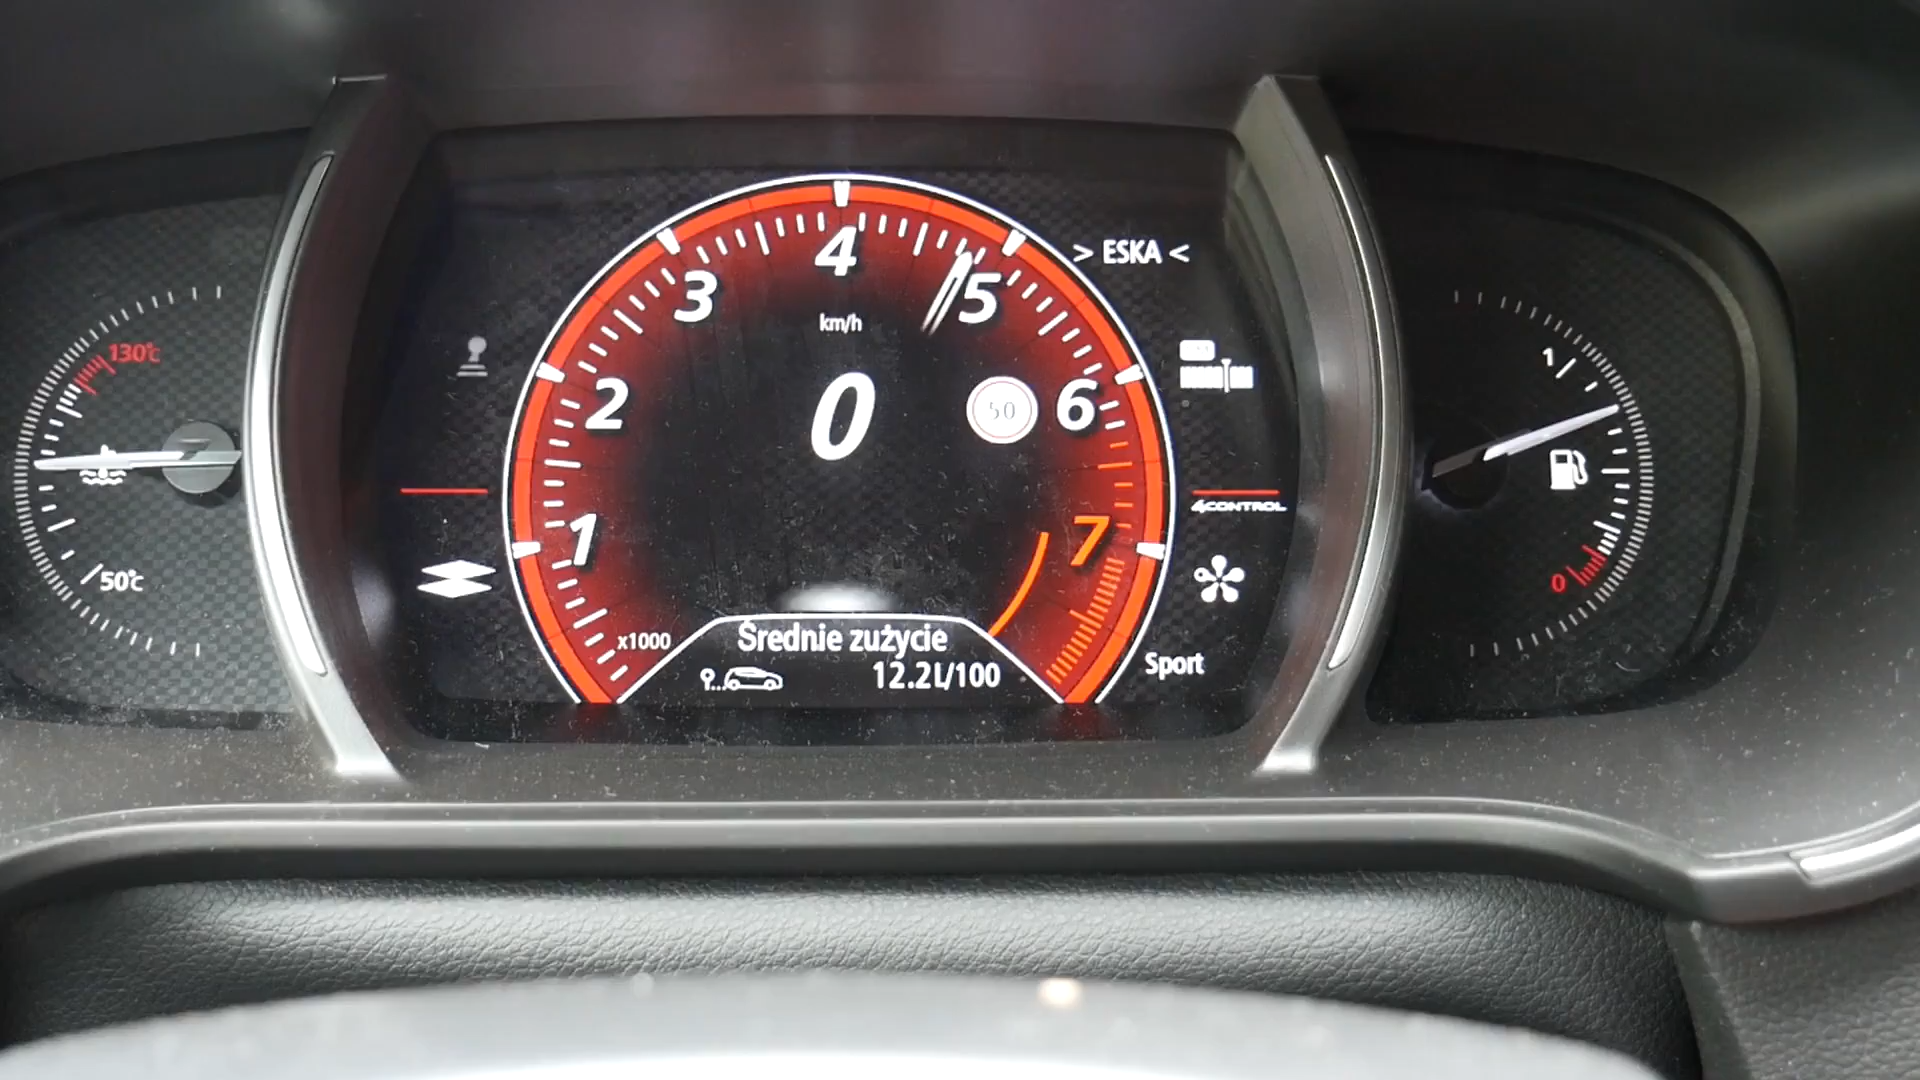 130°c
50°c
1
2
3
4
5
6
7
x1000
km/h
0
50
> ESKA <
4CONTROL
Sport
Średnie zużycie
12.2L/100
1
0